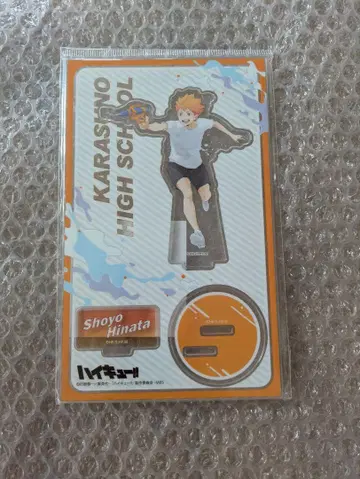 KARASUNO
HIGH SCHOOL
Shoyo
Hinata
ハイキュー!!